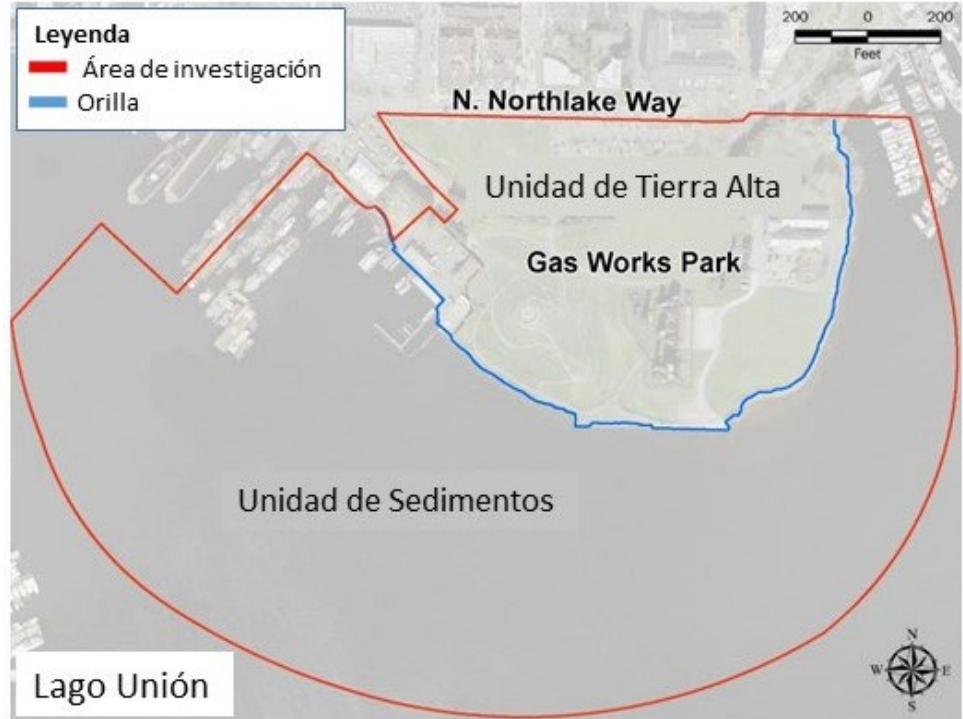 Leyenda
Área de investigación
Orilla
200 0 200
Feet
N. Northlake Way
Unidad de Tierra Alta
Gas Works Park
Unidad de Sedimentos
Lago Unión
N
W E
S